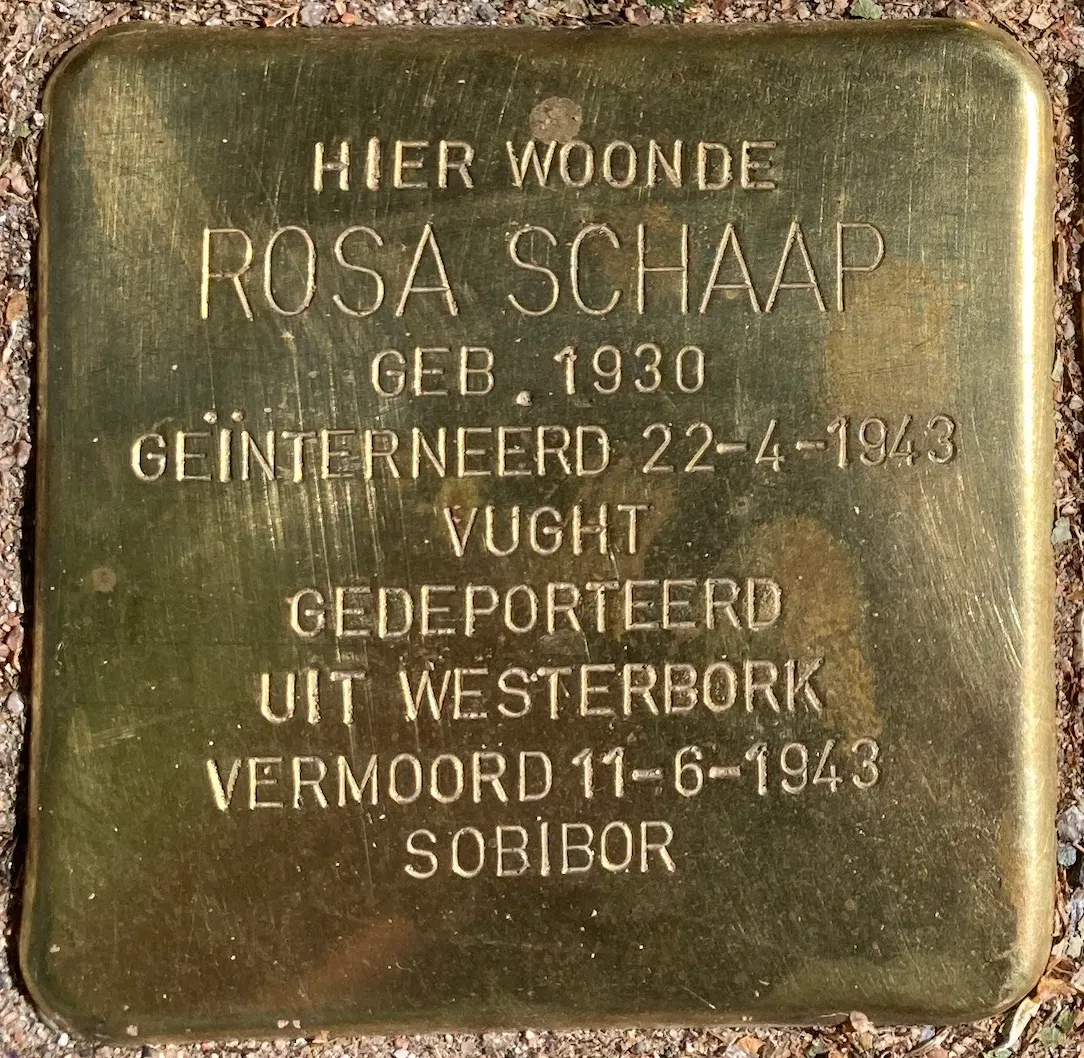 HIER WOONDE
ROSA SCHAAP
GEB. 1930
GEÏNTERNEERD 22-4-1943
VUGHT
GEDEPORTEERD
UIT WESTERBORK
VERMOORD 11-6-1943
SOBIBOR